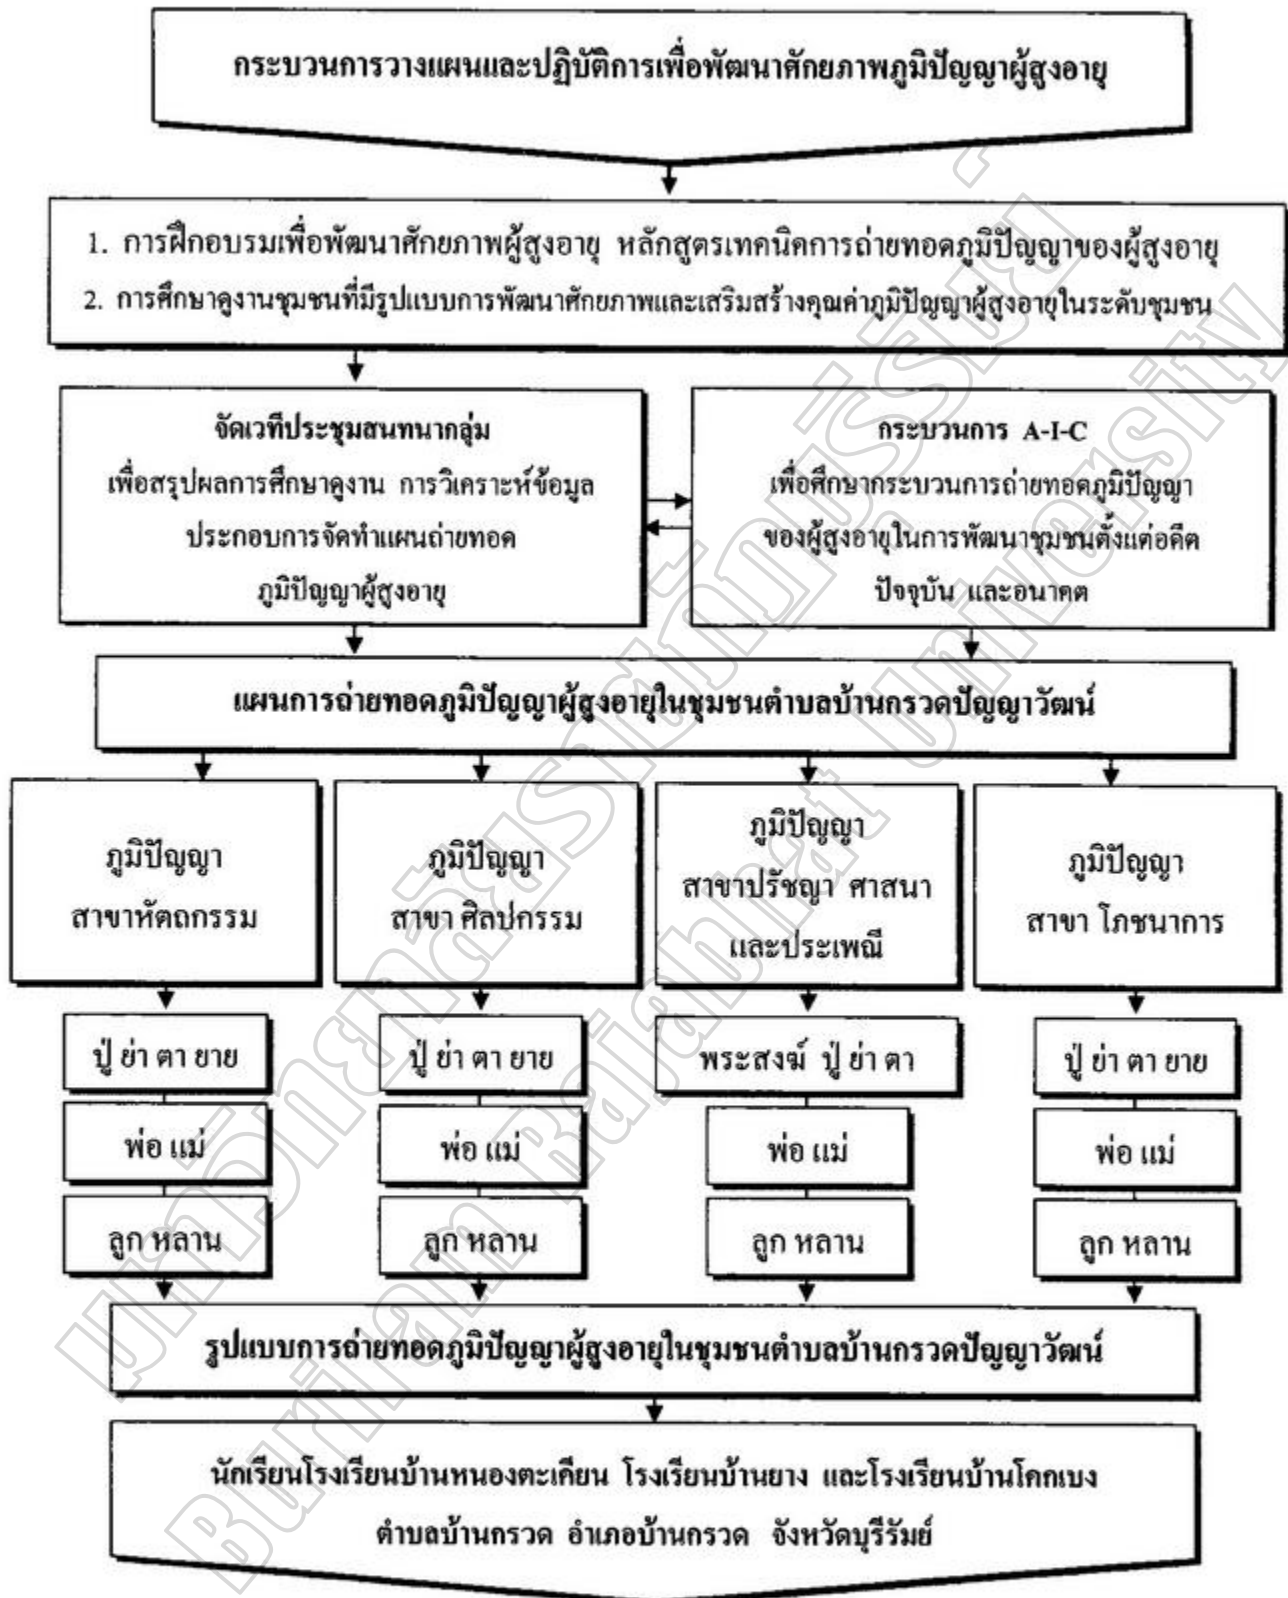 กระบวนการวางแผนและปฏิบัติการเพื่อพัฒนาศักยภาพภูมิปัญญาผู้สูงอายุ
1. การฝึกอบรมเพื่อพัฒนาศักยภาพผู้สูงอายุ หลักสูตรเทคนิคการถ่ายทอดภูมิปัญญาของผู้สูงอายุ
2. การศึกษาดูงานชุมชนที่มีรูปแบบการพัฒนาศักยภาพและเสริมสร้างคุณค่าภูมิปัญญาผู้สูงอายุในระดับชุมชน
จัดเวทีประชุมสนทนากลุ่ม
เพื่อสรุปผลการศึกษาดูงาน การวิเคราะห์ข้อมูล
ประกอบการจัดทำแผนถ่ายทอด
ภูมิปัญญาผู้สูงอายุ
กระบวนการ A-I-C
เพื่อศึกษากระบวนการถ่ายทอดภูมิปัญญา
ของผู้สูงอายุในการพัฒนาชุมชนตั้งแต่อดีต
ปัจจุบัน และอนาคต
แผนการถ่ายทอดภูมิปัญญาผู้สูงอายุในชุมชนตำบลบ้านกรวดปัญญาวัฒน์
ภูมิปัญญา
สาขาหัตถกรรม
ภูมิปัญญา
สาขา ศิลปกรรม
ภูมิปัญญา
สาขาปรัชญา ศาสนา
และประเพณี
ภูมิปัญญา
สาขา โภชนาการ
ปู่ ย่า ตา ยาย
ปู่ ย่า ตา ยาย
พระสงฆ์ ปู่ ย่า ตา
ปู่ ย่า ตา ยาย
พ่อ แม่
พ่อ แม่
พ่อ แม่
พ่อ แม่
ลูก หลาน
ลูก หลาน
ลูก หลาน
ลูก หลาน
รูปแบบการถ่ายทอดภูมิปัญญาผู้สูงอายุในชุมชนตำบลบ้านกรวดปัญญาวัฒน์
นักเรียนโรงเรียนบ้านหนองตะเคียน โรงเรียนบ้านยาง และโรงเรียนบ้านโคกเบง
ตำบลบ้านกรวด อำเภอบ้านกรวด จังหวัดบุรีรัมย์
มหาวิทยาลัยราชภัฏบุรีรัมย์
Buriram Rajabhat University